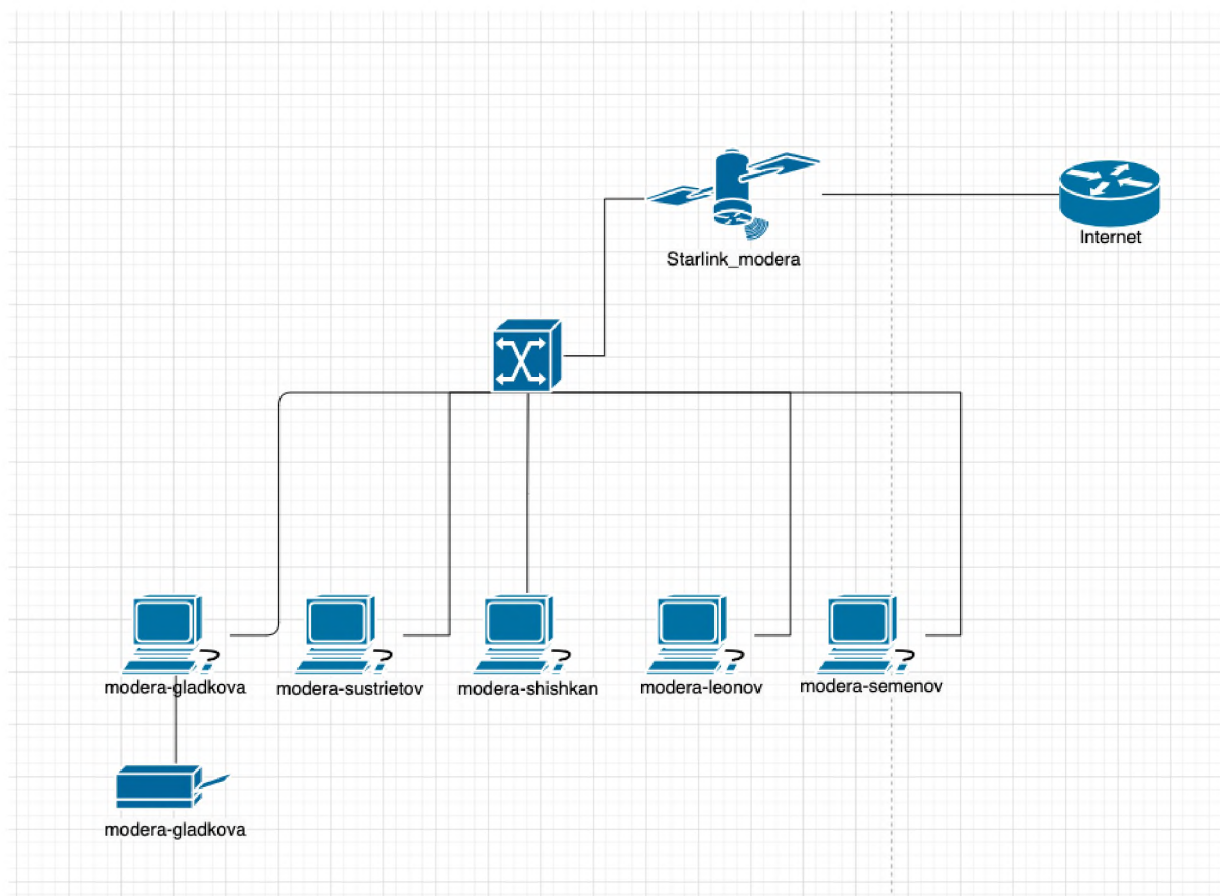 Starlink_modera
Internet
modera-gladkova
modera-sustrietov
modera-shishkan
modera-leonov
modera-semenov
modera-gladkova